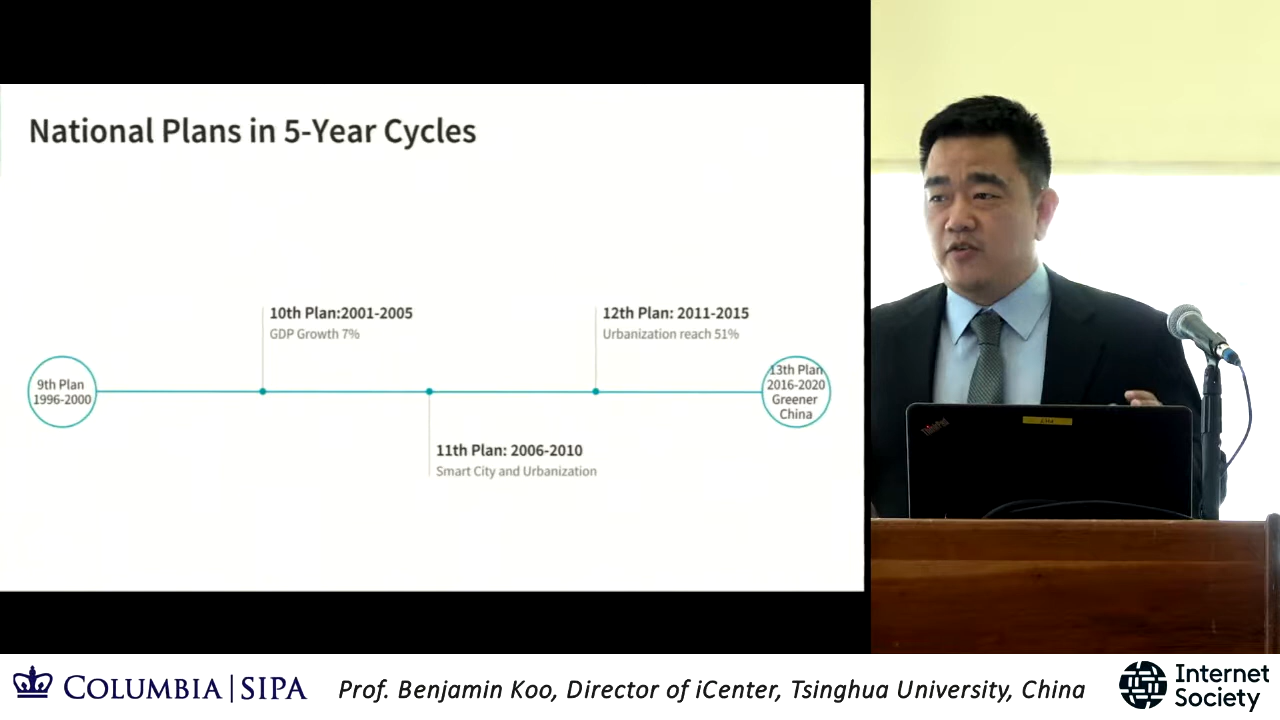 National Plans in 5-Year Cycles
10th Plan:2001-2005
GDP Growth 7%
12th Plan: 2011-2015
Urbanization reach 51%
9th Plan
1996-2000
13th Plan
2016-2020
Greener
China
11th Plan: 2006-2010
Smart City and Urbanization
ThinkPad
COLUMBIA | SIPA
Prof. Benjamin Koo, Director of iCenter, Tsinghua University, China
Internet
Society